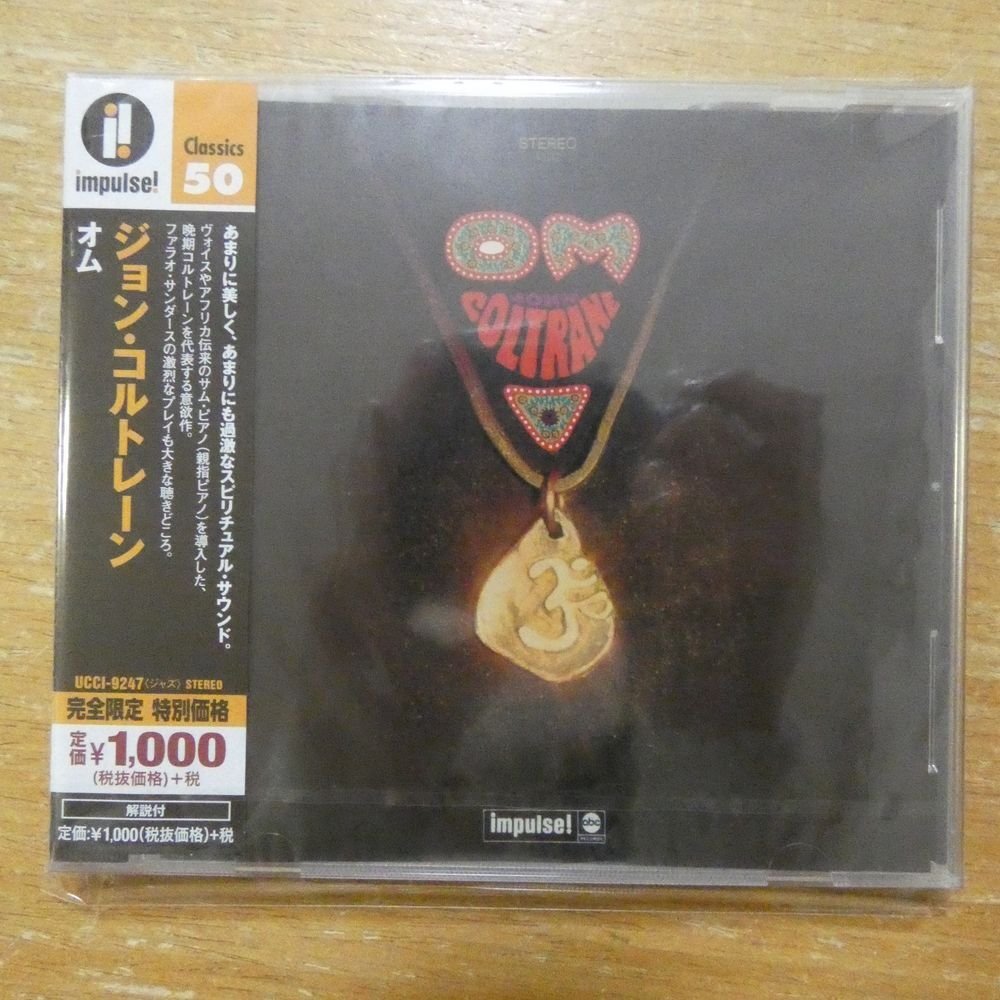 impulse!
Classics
50
あまりに美しく、あまりにも過激なスピリチュアル・サウンド。
ヴォイスやアフリカ伝来のサム・ピアノ（親指ピアノ）を導入した、
晩期コルトレーンを代表する意欲作。
ファラオ・サンダースの激烈なプレイも大きな聴きどころ。
ジョン・コルトレーン
オム
UCCI-9247〈ジャズ〉STEREO
完全限定 特別価格
定価¥1,000
(税抜価格)+税
解説付
定価:¥1,000(税抜価格)+税
STEREO
OM
JOHN
COLTRANE
ॐ
impulse!
abc
RECORDS